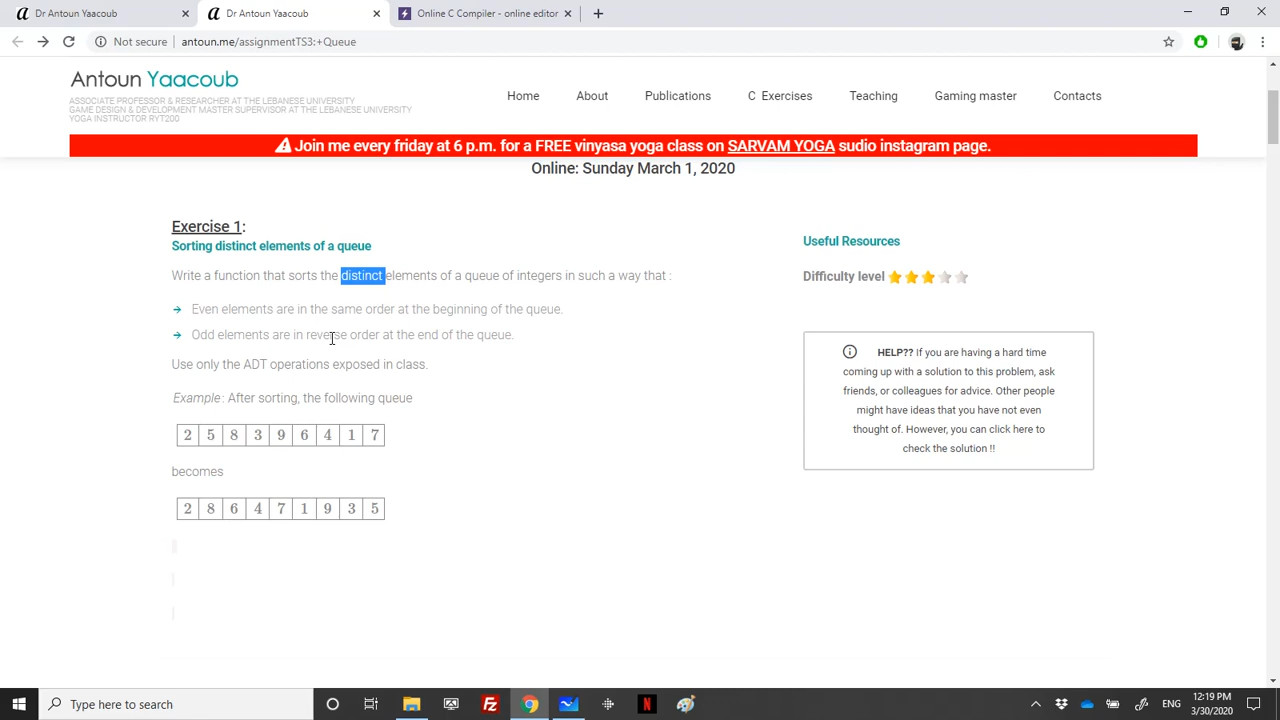 Dr Antoun Yaacoub
Dr Antoun Yaacoub
Online C Compiler - online editor
Not secure
antoun.me/assignmentTS3:+Queue
Antoun Yaacoub
ASSOCIATE PROFESSOR & RESEARCHER AT THE LEBANESE UNIVERSITY
GAME DESIGN & DEVELOPMENT MASTER SUPERVISOR AT THE LEBANESE UNIVERSITY
YOGA INSTRUCTOR RYT200
Home About Publications C Exercises Teaching Gaming master Contacts
Join me every friday at 6 p.m. for a FREE vinyasa yoga class on SARVAM YOGA sudio instagram page.
Online: Sunday March 1, 2020
Exercise 1:
Sorting distinct elements of a queue
Write a function that sorts the distinct elements of a queue of integers in such a way that :
Even elements are in the same order at the beginning of the queue.
Odd elements are in reverse order at the end of the queue.
Use only the ADT operations exposed in class.
Example: After sorting, the following queue
2 5 8 3 9 6 4 1 7
becomes
2 8 6 4 7 1 9 3 5
Useful Resources
Difficulty level
HELP?? If you are having a hard time
coming up with a solution to this problem, ask
friends, or colleagues for advice. Other people
might have ideas that you have not even
thought of. However, you can click here to
check the solution !!
Type here to search
ENG
12:19 PM
3/30/2020